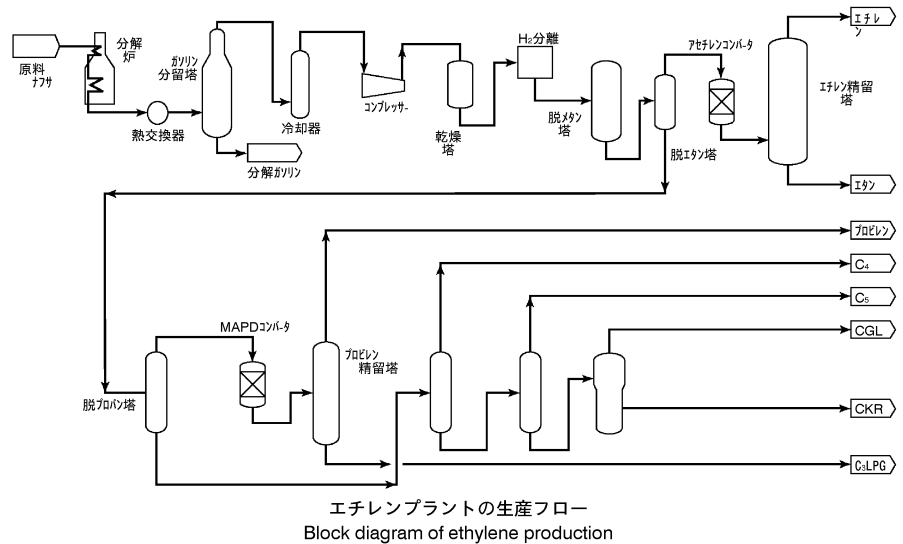 原料
ﾅﾌｻ
分解
炉
熱交換器
ｶﾞｿﾘﾝ
分留塔
分解ｶﾞｿﾘﾝ
冷却器
ｺﾝﾌﾟﾚｯｻｰ
乾燥
塔
H₂分離
脱ﾒﾀﾝ
塔
脱ｴﾀﾝ塔
ｱｾﾁﾚﾝｺﾝﾊﾞｰﾀ
ｴﾁﾚﾝ精留
塔
ｴﾁﾚ
ﾝ
ｴﾀﾝ
ﾌﾟﾛﾋﾟﾚﾝ
C₄
C₅
CGL
CKR
C₃LPG
脱ﾌﾟﾛﾊﾟﾝ塔
MAPDｺﾝﾊﾞｰﾀ
ﾌﾟﾛﾋﾟﾚﾝ
精留塔
エチレンプラントの生産フロー
Block diagram of ethylene production